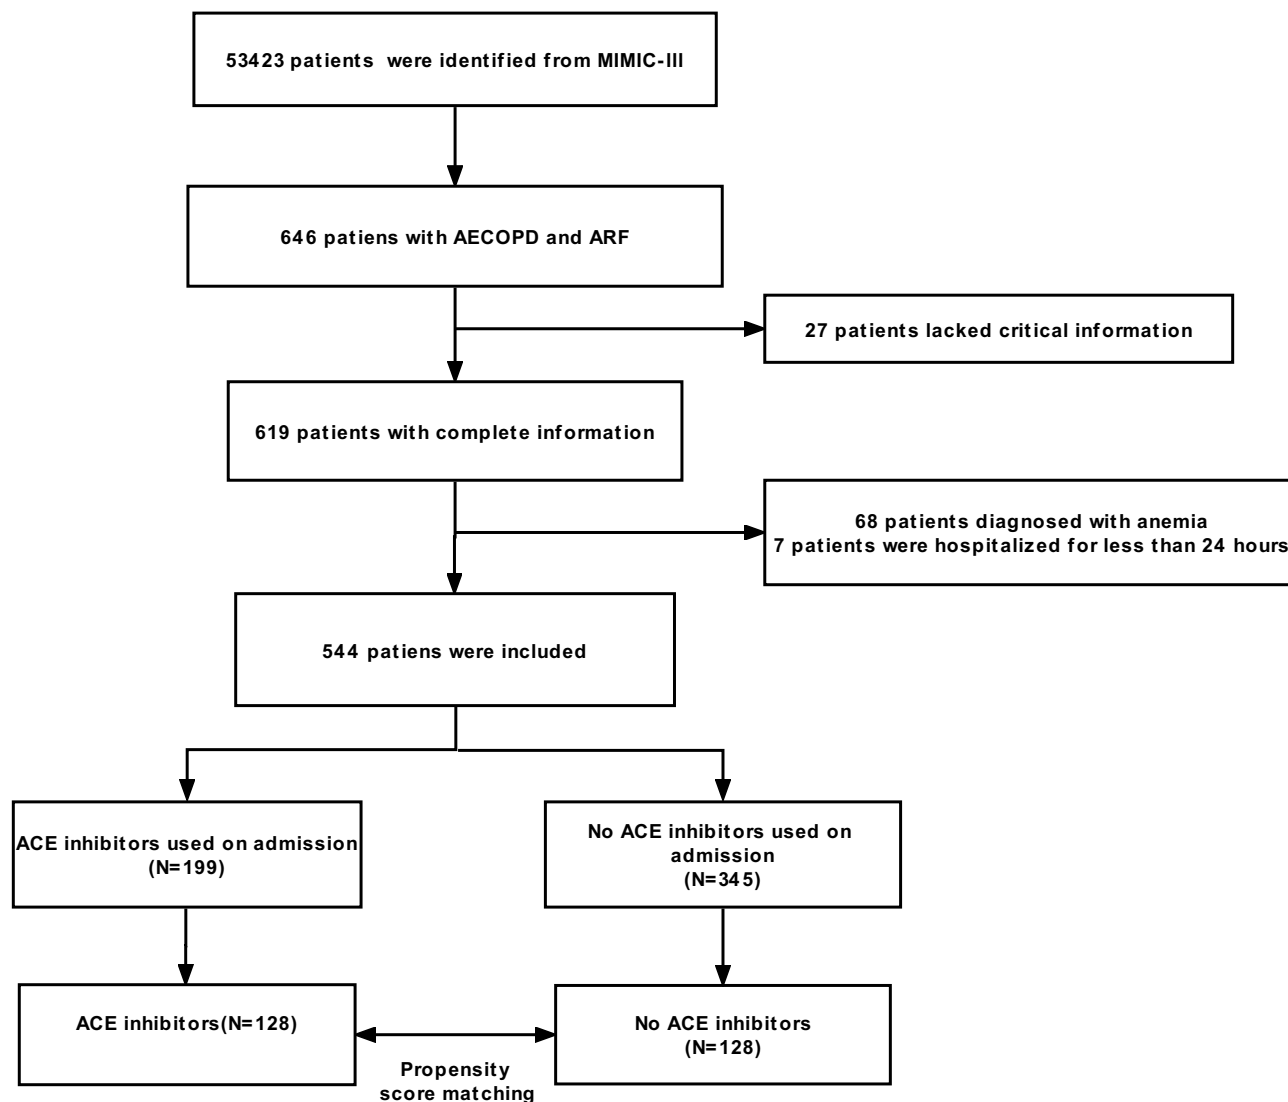 53423 patients were identified from MIMIC-III
646 patiens with AECOPD and ARF
27 patients lacked critical information
619 patients with complete information
68 patients diagnosed with anemia
7 patients were hospitalized for less than 24 hours
544 patiens were included
ACE inhibitors used on admission
(N=199)
No ACE inhibitors used on
admission
(N=345)
ACE inhibitors(N=128)
No ACE inhibitors
(N=128)
Propensity
score matching